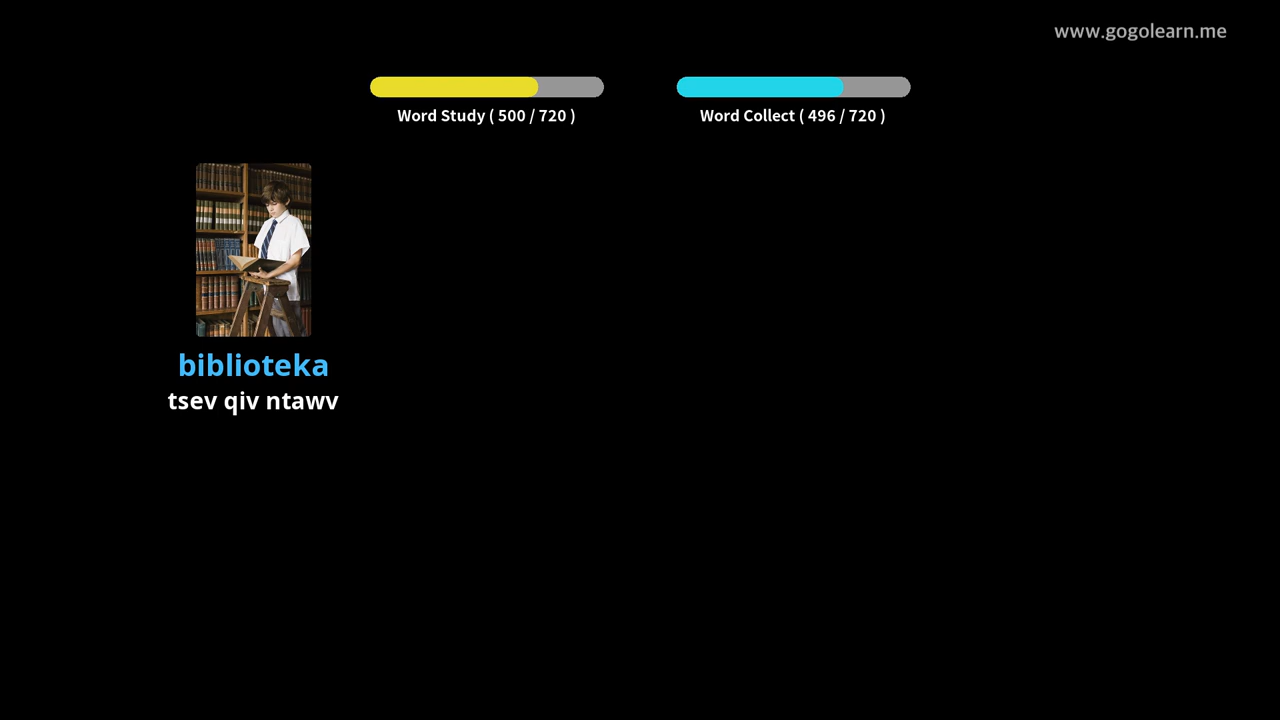 www.gogolearn.me
Word Study ( 500 / 720 )
Word Collect ( 496 / 720 )
biblioteka
tsev qiv ntawv